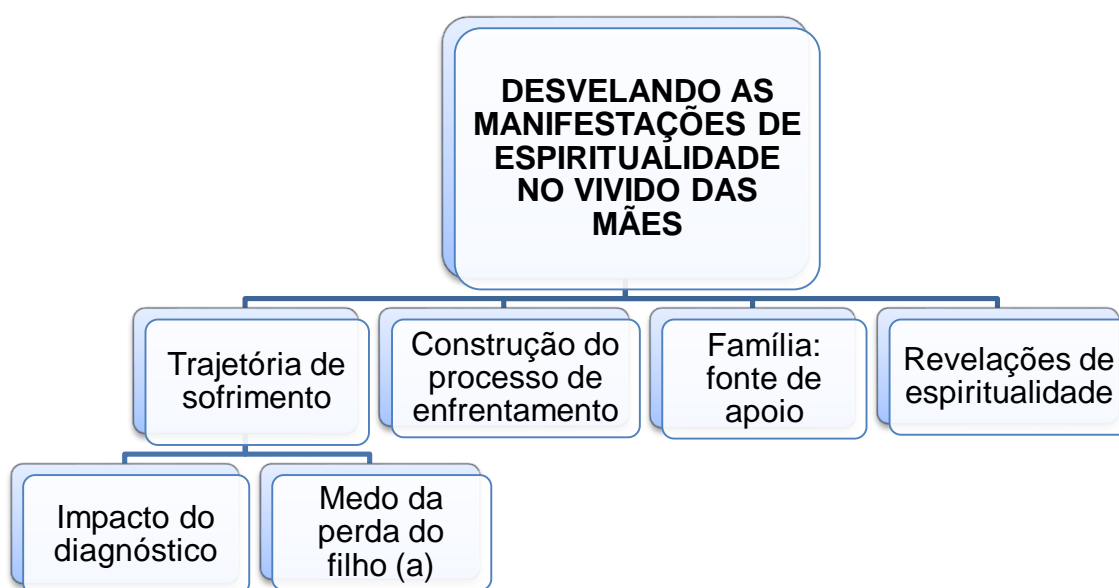 DESVELANDO AS
MANIFESTAÇÕES DE
ESPIRITUALIDADE
NO VIVIDO DAS
MÃES
Trajetória de
sofrimento
Construção do
processo de
enfrentamento
Família:
fonte de
apoio
Revelações de
espiritualidade
Impacto do
diagnóstico
Medo da
perda do
filho (a)